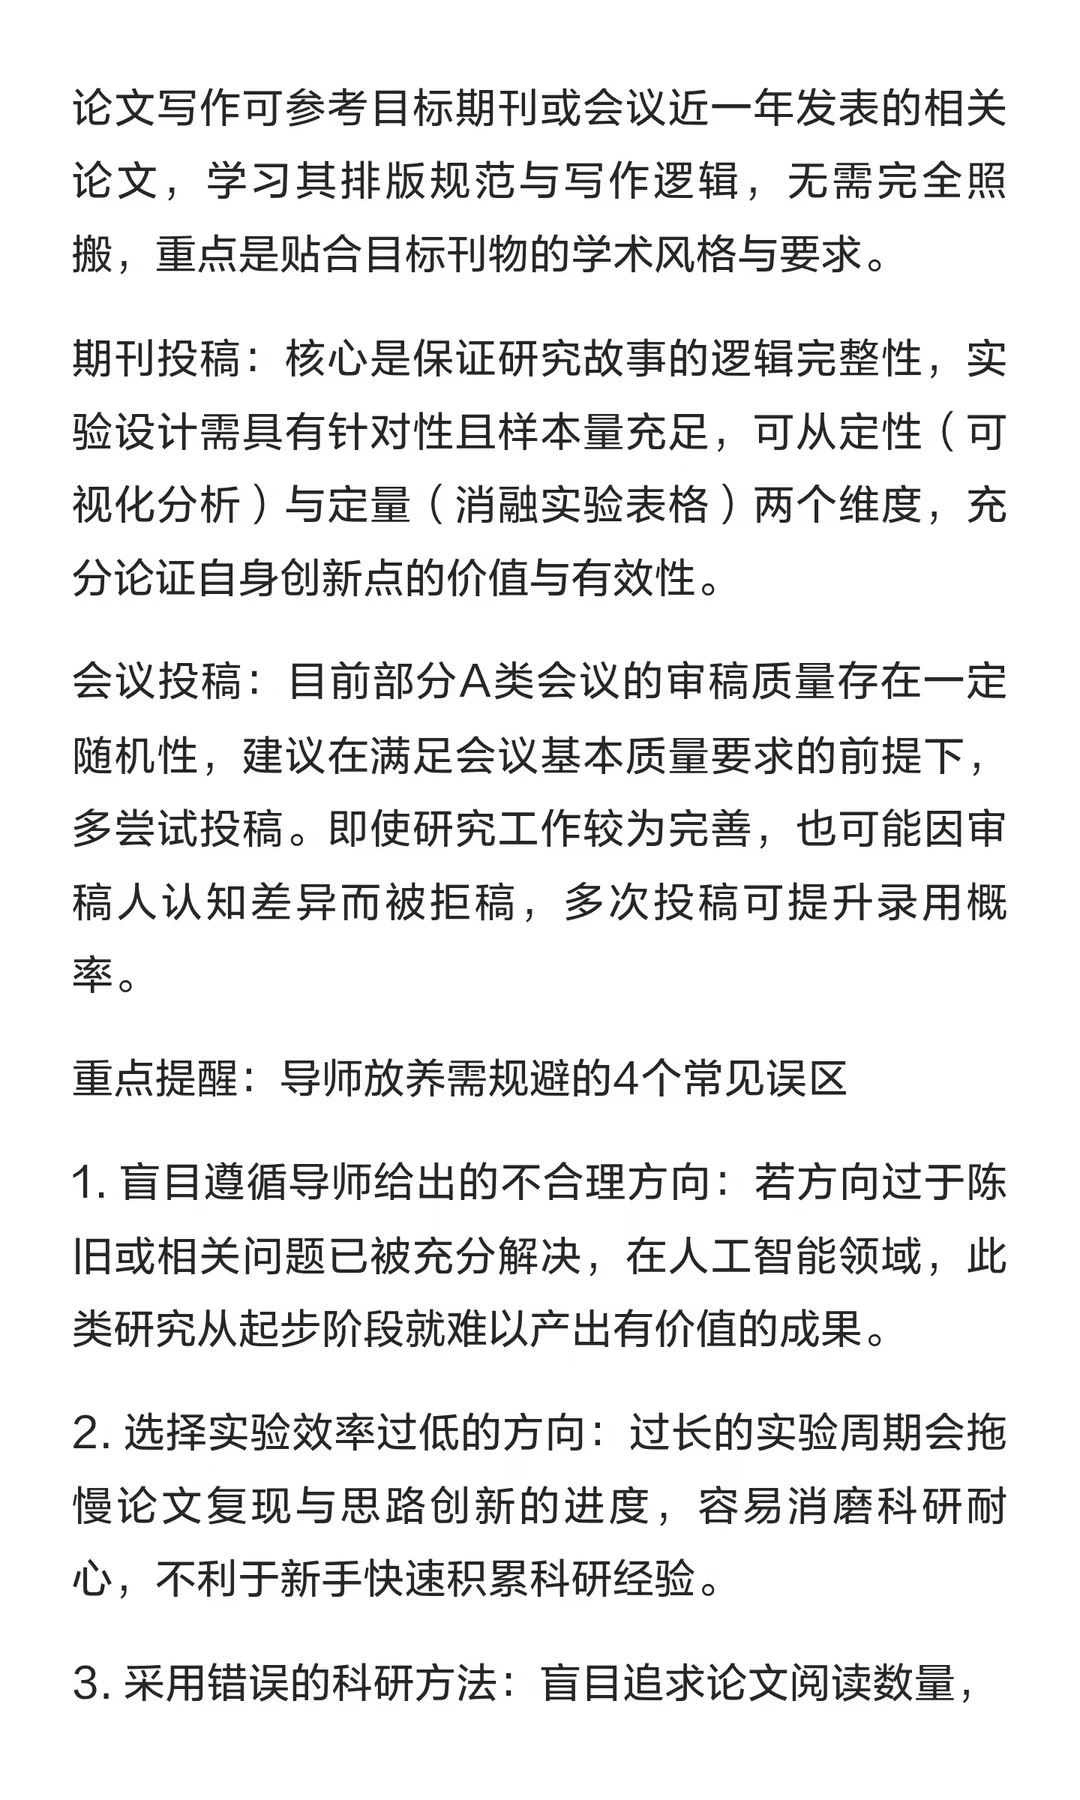 论文写作可参考目标期刊或会议近一年发表的相关
论文，学习其排版规范与写作逻辑，无需完全照
搬，重点是贴合目标刊物的学术风格与要求。
期刊投稿：核心是保证研究故事的逻辑完整性，实
验设计需具有针对性且样本量充足，可从定性（可
视化分析）与定量（消融实验表格）两个维度，充
分论证自身创新点的价值与有效性。
会议投稿：目前部分A类会议的审稿质量存在一定
随机性，建议在满足会议基本质量要求的前提下，
多尝试投稿。即使研究工作较为完善，也可能因审
稿人认知差异而被拒稿，多次投稿可提升录用概
率。
重点提醒：导师放养需规避的4个常见误区
1. 盲目遵循导师给出的不合理方向：若方向过于陈
旧或相关问题已被充分解决，在人工智能领域，此
类研究从起步阶段就难以产出有价值的成果。
2. 选择实验效率过低的方向：过长的实验周期会拖
慢论文复现与思路创新的进度，容易消磨科研耐
心，不利于新手快速积累科研经验。
3. 采用错误的科研方法：盲目追求论文阅读数量，